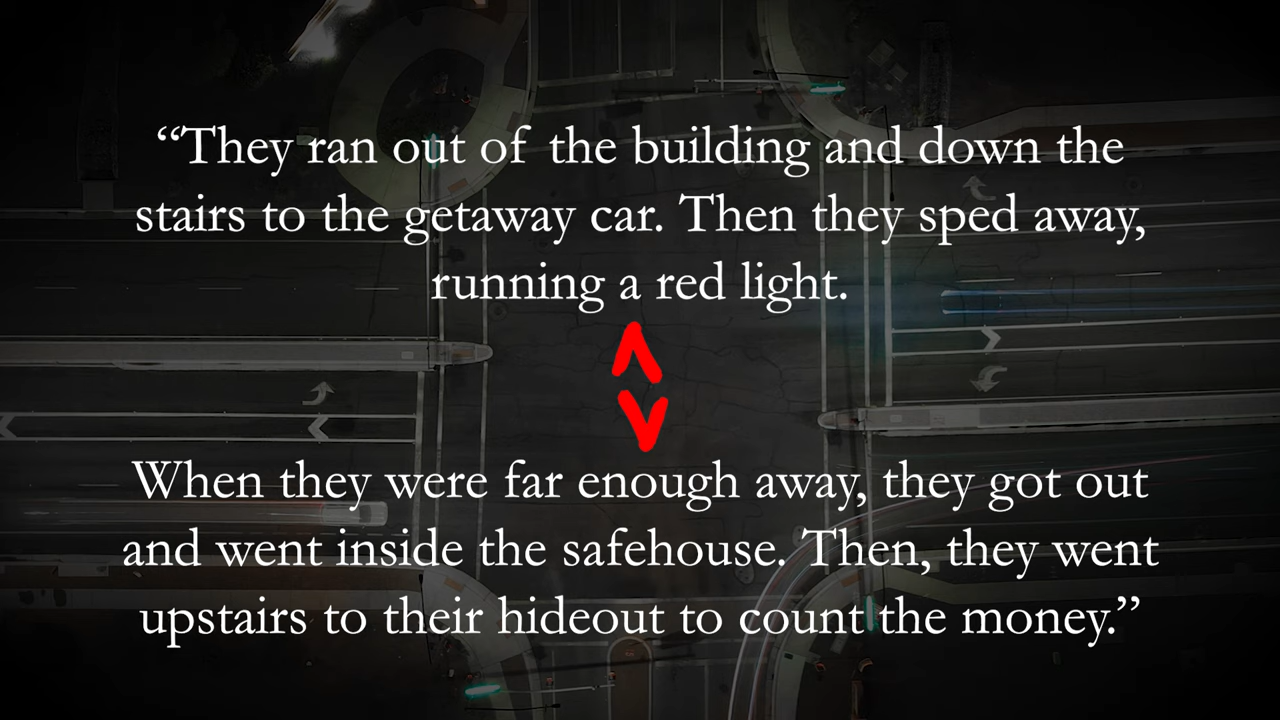 “They ran out of the building and down the
stairs to the getaway car. Then they sped away,
running a red light.
When they were far enough away, they got out
and went inside the safehouse. Then, they went
upstairs to their hideout to count the money.”